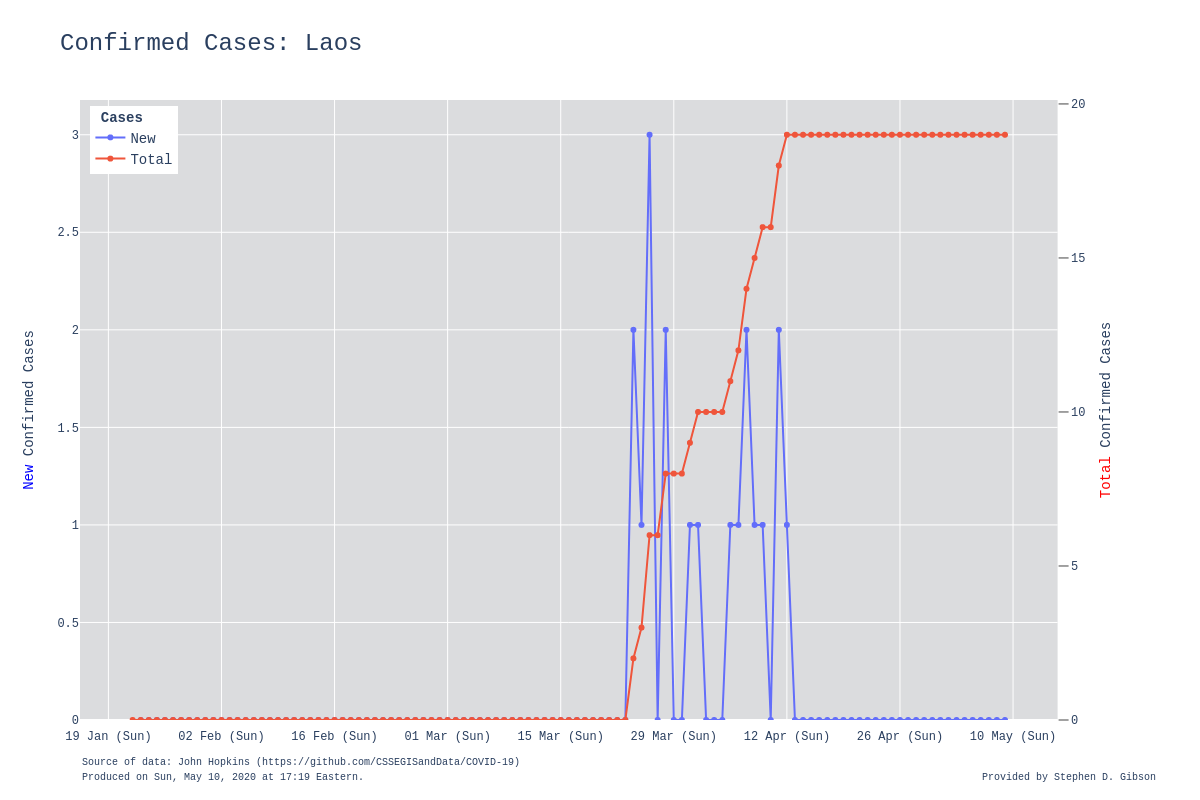 Confirmed Cases: Laos
Cases
New
Total
3
2.5
2
1.5
1
0.5
0
20
15
10
5
0
New Confirmed Cases
Total Confirmed Cases
19 Jan (Sun) 02 Feb (Sun) 16 Feb (Sun) 01 Mar (Sun) 15 Mar (Sun) 29 Mar (Sun) 12 Apr (Sun) 26 Apr (Sun) 10 May (Sun)
Source of data: John Hopkins (https://github.com/CSSEGISandData/COVID-19)
Produced on Sun, May 10, 2020 at 17:19 Eastern.
Provided by Stephen D. Gibson